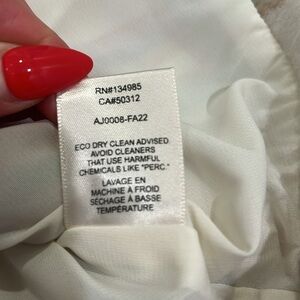 RN#134985
CA#50312
AJ0008-FA22
ECO DRY CLEAN ADVISED
AVOID CLEANERS
THAT USE HARMFUL
CHEMICALS LIKE "PERC."
LAVAGE EN
MACHINE À FROID
SÉCHAGE À BASSE
TEMPÉRATURE